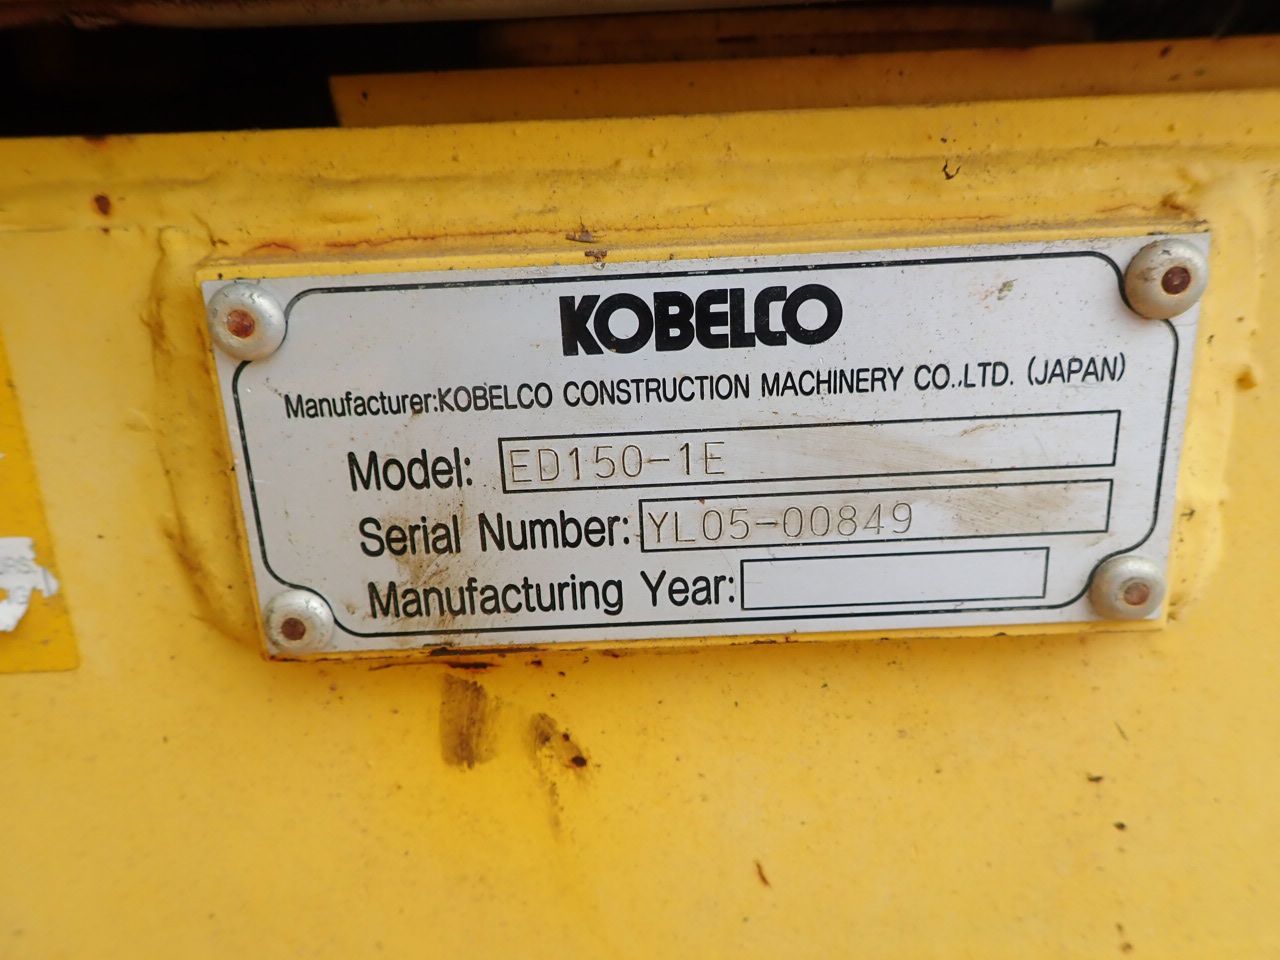 KOBELCO
Manufacturer:KOBELCO CONSTRUCTION MACHINERY CO.,LTD. (JAPAN)
Model: ED150-1E
Serial Number: YL05-00849
Manufacturing Year: